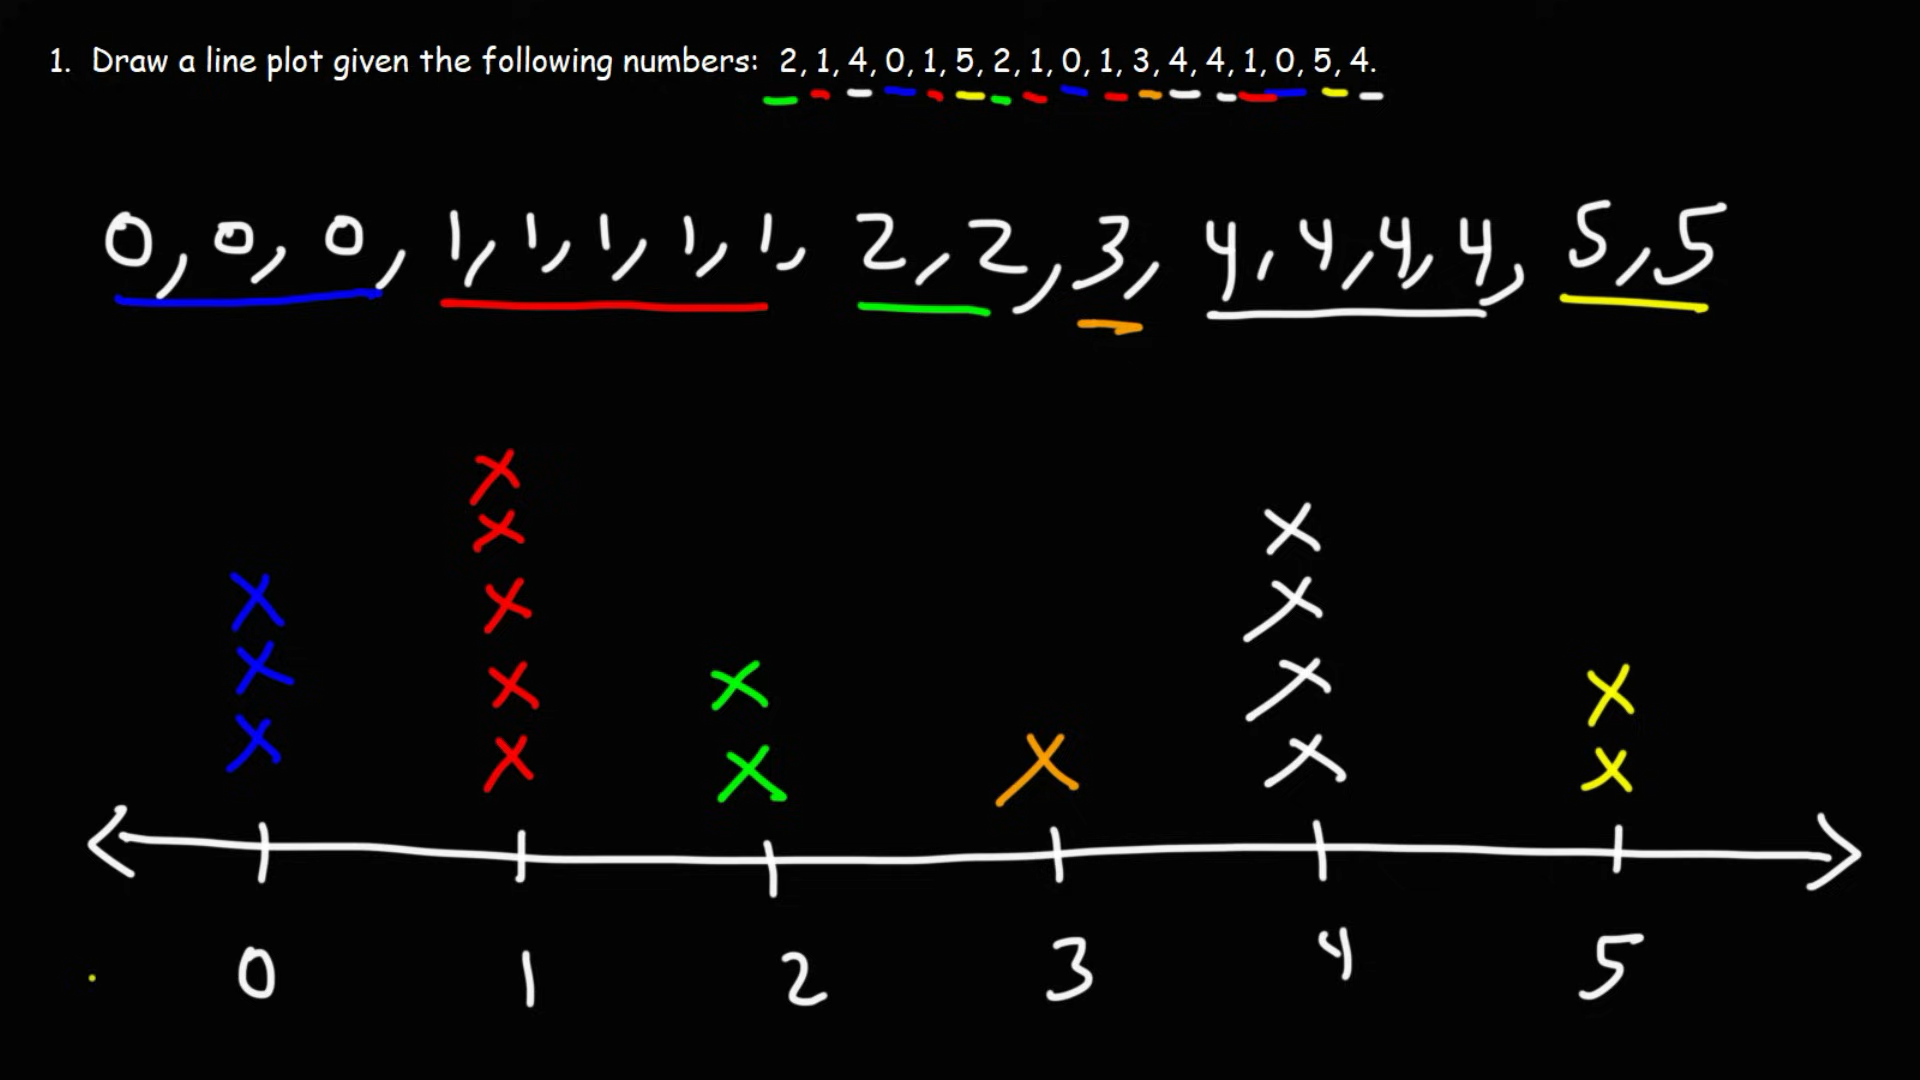 1. Draw a line plot given the following numbers: 2, 1, 4, 0, 1, 5, 2, 1, 0, 1, 3, 4, 4, 1, 0, 5, 4.
0, 0, 0, 1, 1, 1, 1, 1, 2, 2, 3, 4, 4, 4, 4, 5, 5
0 1 2 3 4 5